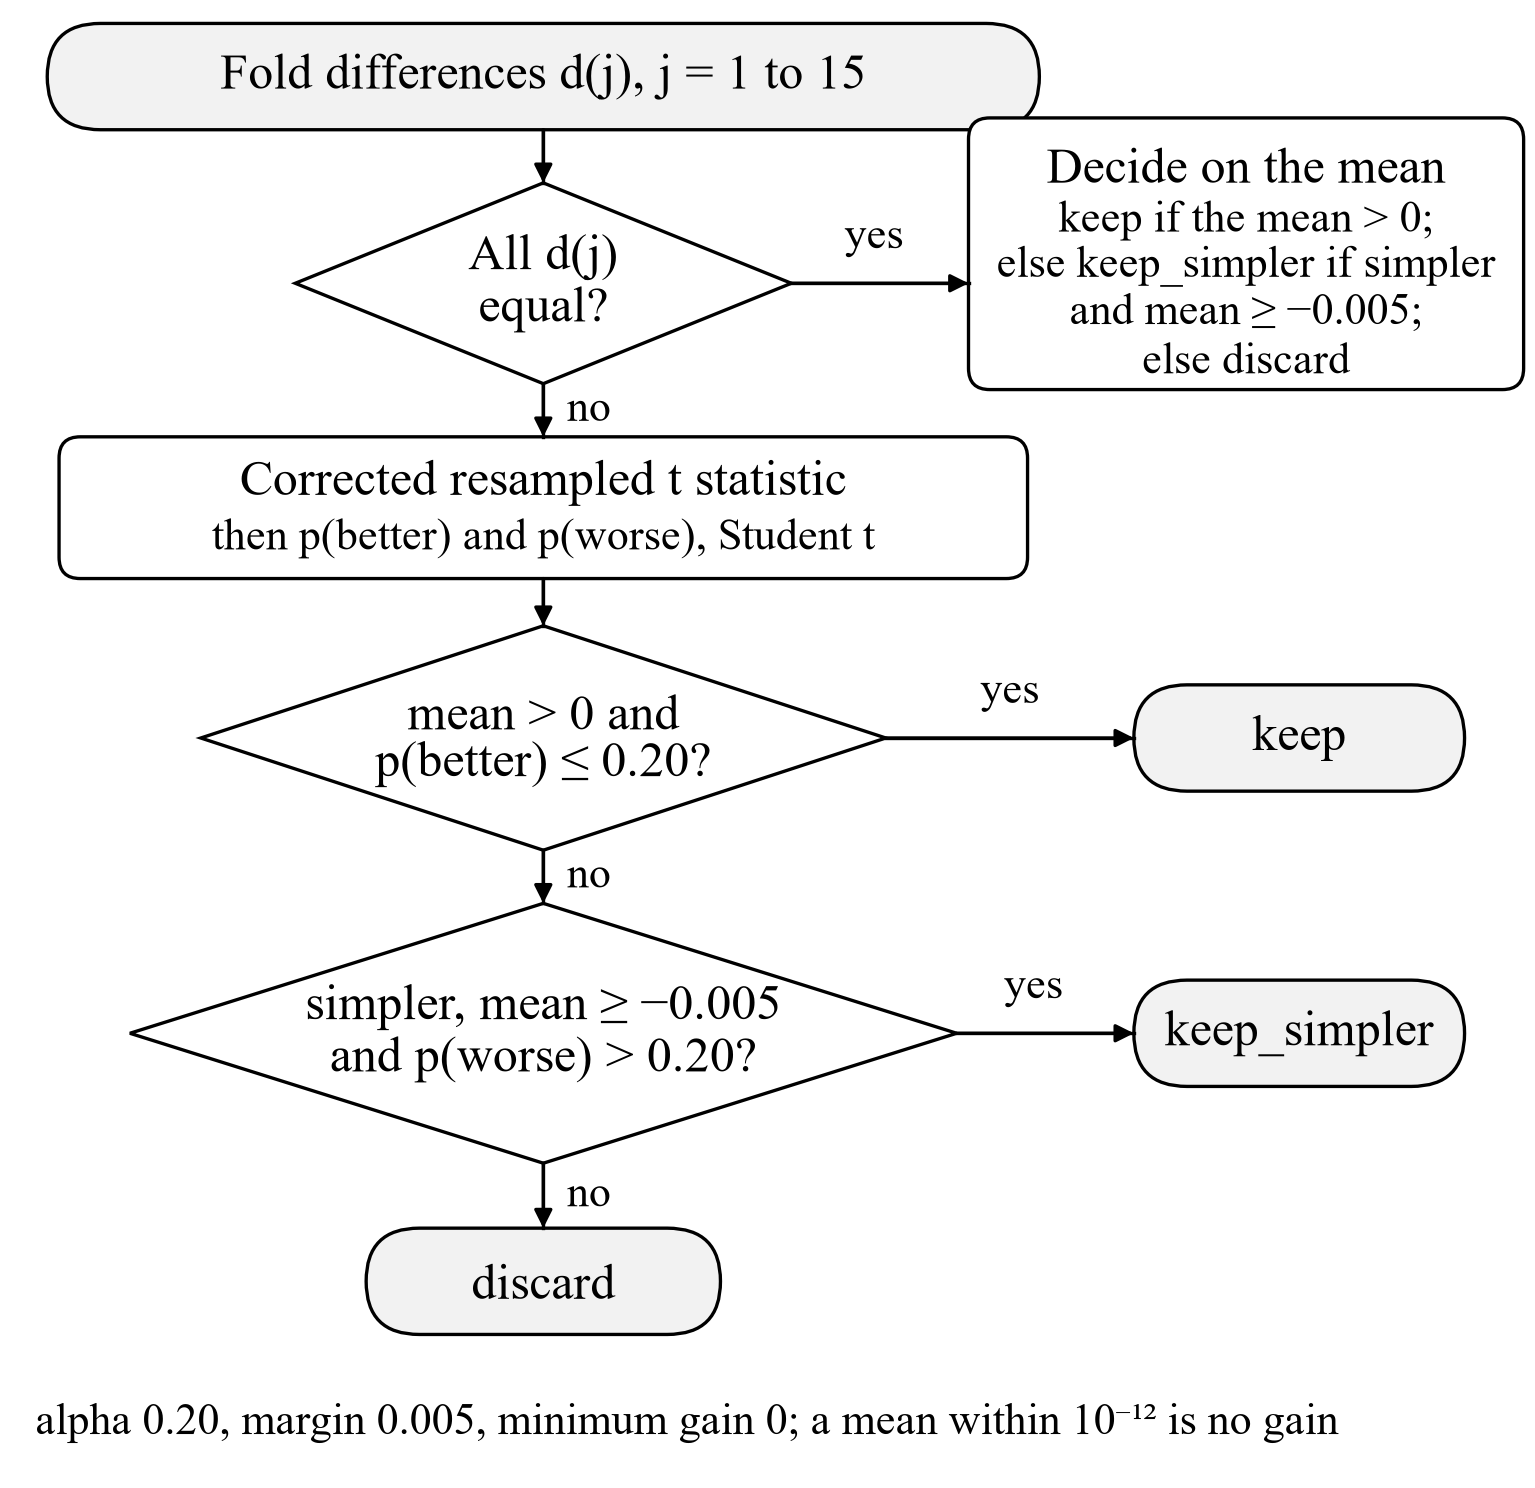 Fold differences d(j), j = 1 to 15
All d(j)
equal?
yes
Decide on the mean
keep if the mean > 0;
else keep_simpler if simpler
and mean ≥ −0.005;
else discard
no
Corrected resampled t statistic
then p(better) and p(worse), Student t
mean > 0 and
p(better) ≤ 0.20?
yes
keep
no
simpler, mean ≥ −0.005
and p(worse) > 0.20?
yes
keep_simpler
no
discard
alpha 0.20, margin 0.005, minimum gain 0; a mean within 10⁻¹² is no gain